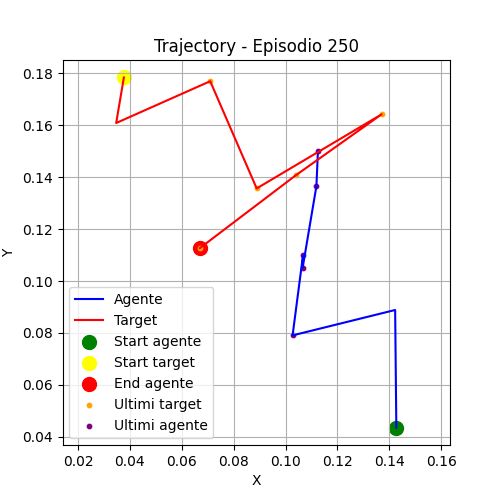 Trajectory - Episodio 250
0.18
0.16
0.14
0.12
0.10
0.08
0.06
0.04
Y
Agente
Target
Start agente
Start target
End agente
Ultimi target
Ultimi agente
0.02 0.04 0.06 0.08 0.10 0.12 0.14 0.16
X